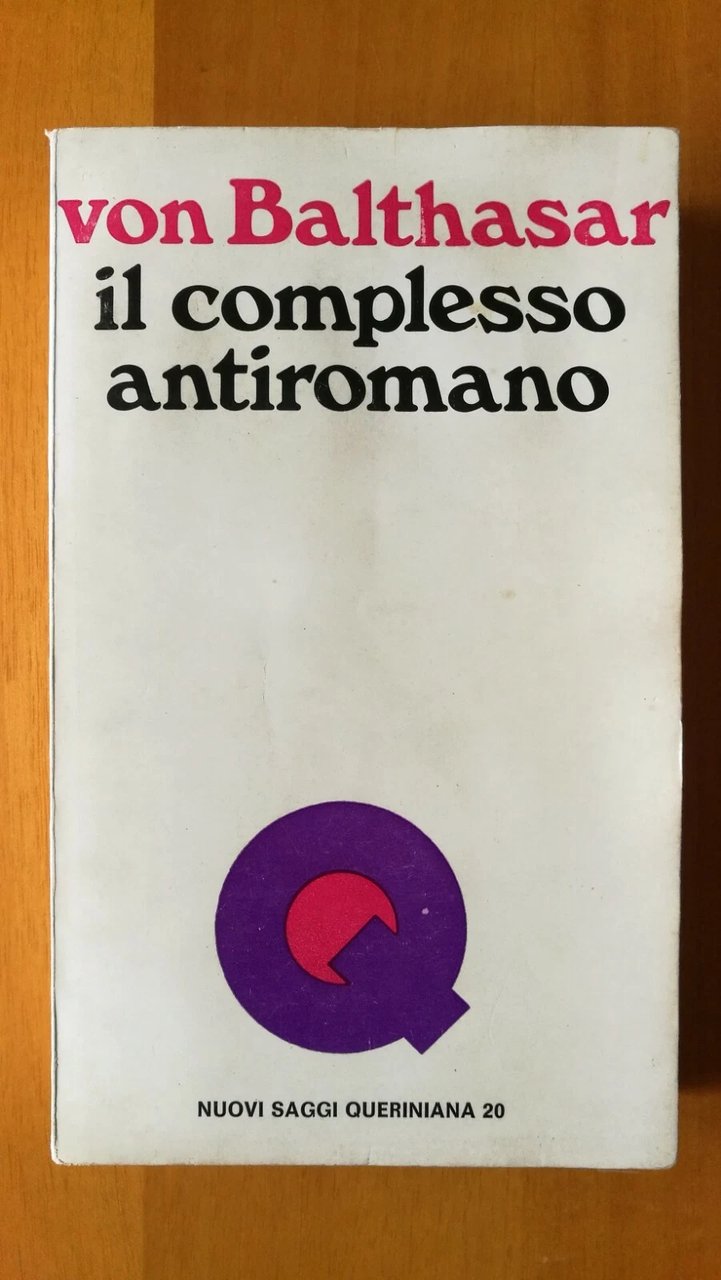 von Balthasar
il complesso
antiromano
Q
NUOVI SAGGI QUERINIANA 20